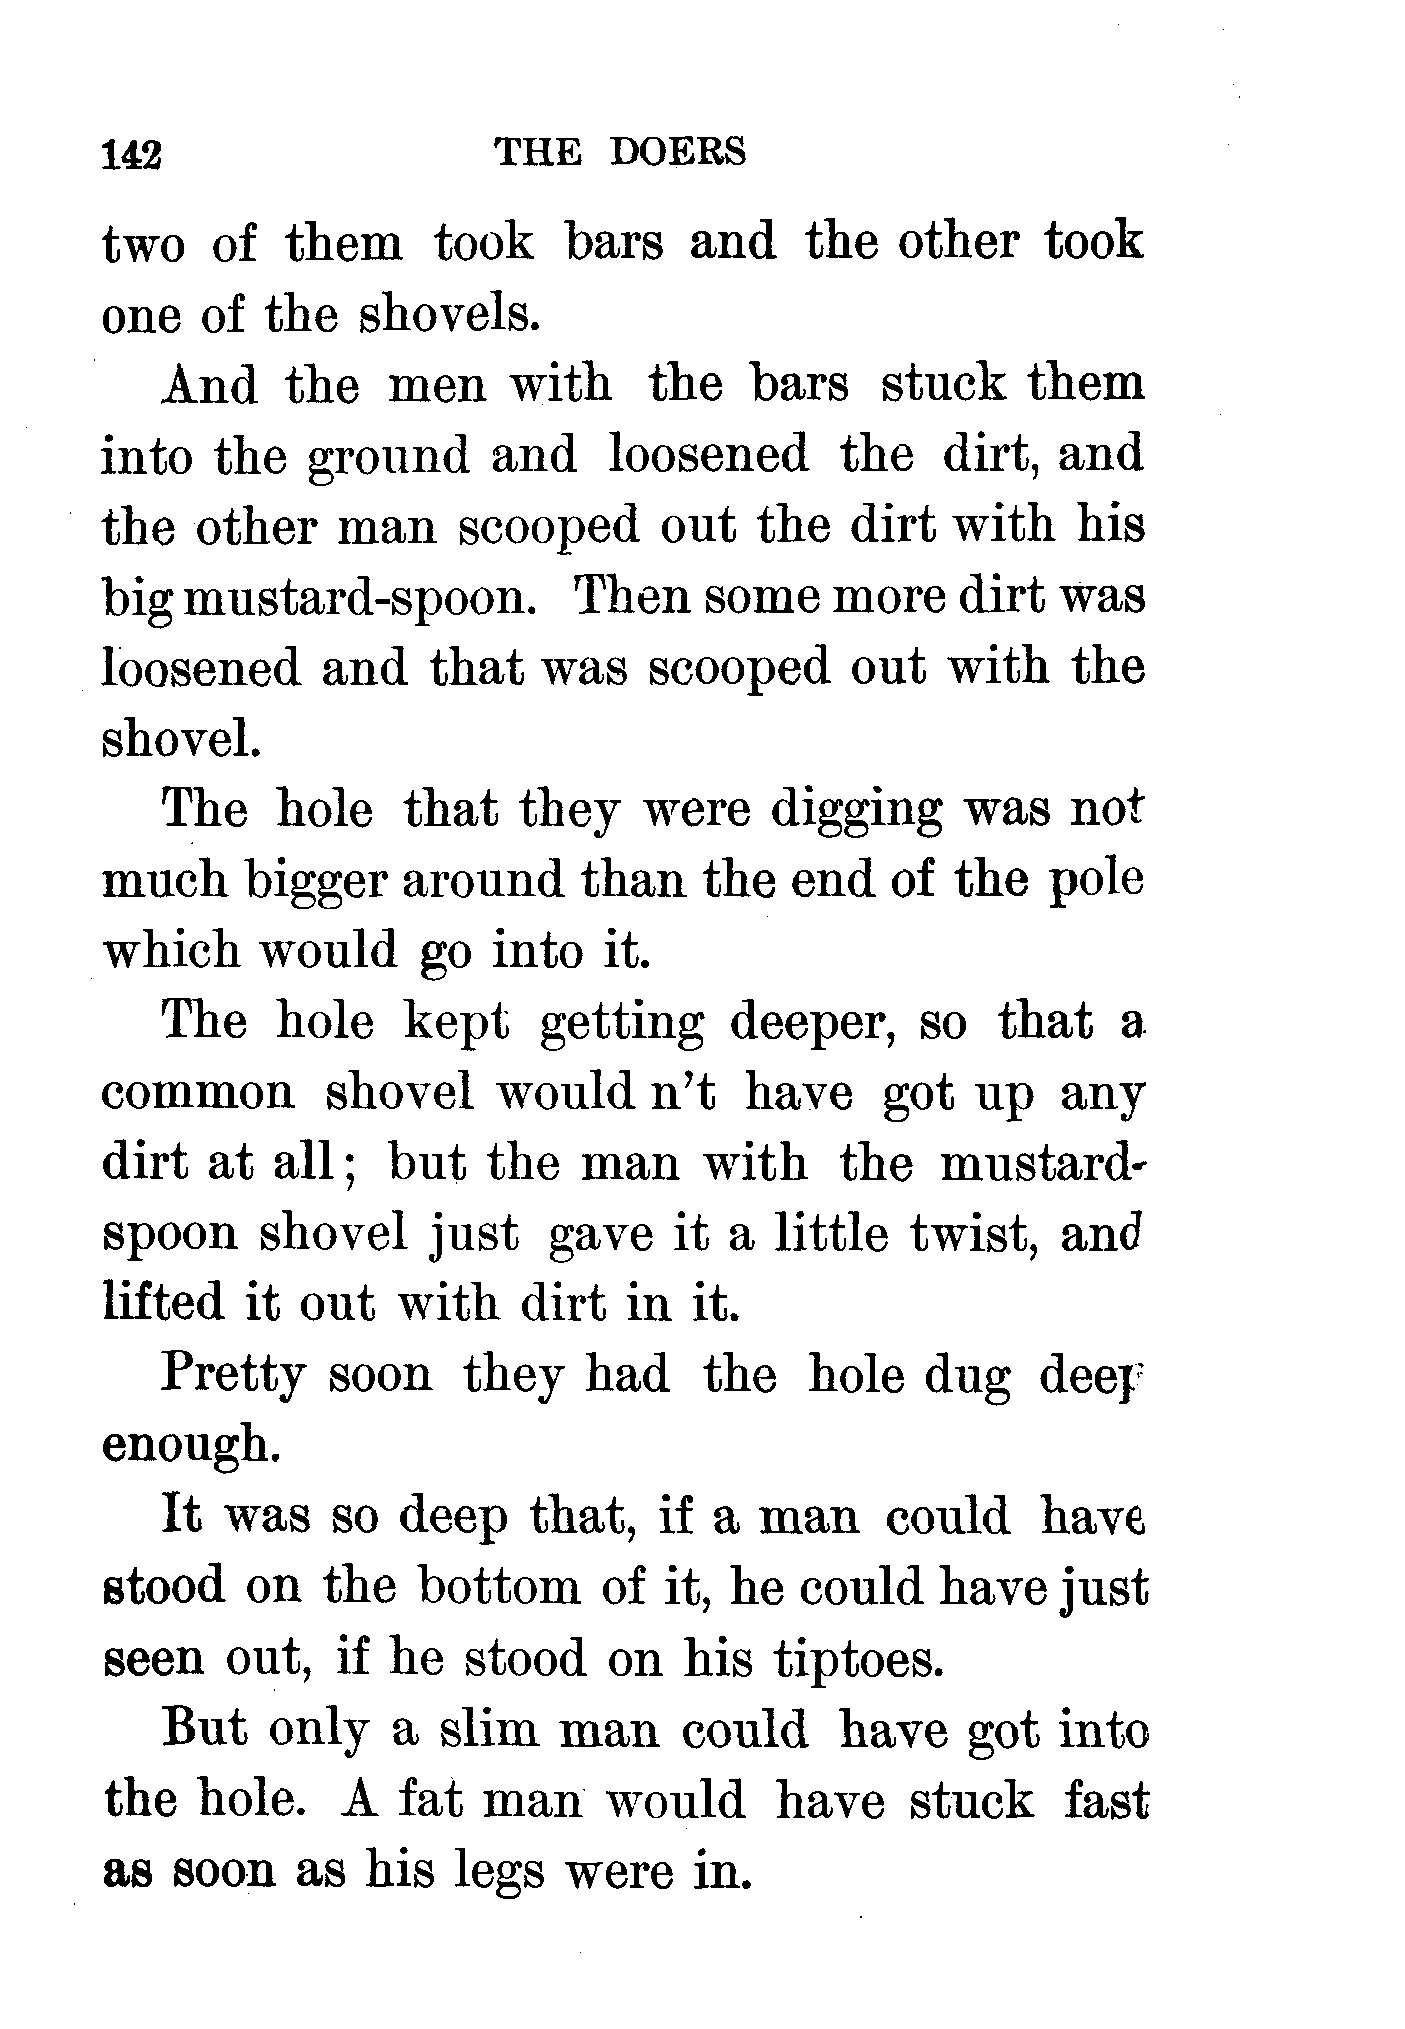 142 THE DOERS
two of them took bars and the other took
one of the shovels.
And the men with the bars stuck them
into the ground and loosened the dirt, and
the other man scooped out the dirt with his
big mustard-spoon. Then some more dirt was
loosened and that was scooped out with the
shovel.
The hole that they were digging was not
much bigger around than the end of the pole
which would go into it.
The hole kept getting deeper, so that a
common shovel would n't have got up any
dirt at all; but the man with the mustard-
spoon shovel just gave it a little twist, and
lifted it out with dirt in it.
Pretty soon they had the hole dug deep
enough.
It was so deep that, if a man could have
stood on the bottom of it, he could have just
seen out, if he stood on his tiptoes.
But only a slim man could have got into
the hole. A fat man would have stuck fast
as soon as his legs were in.